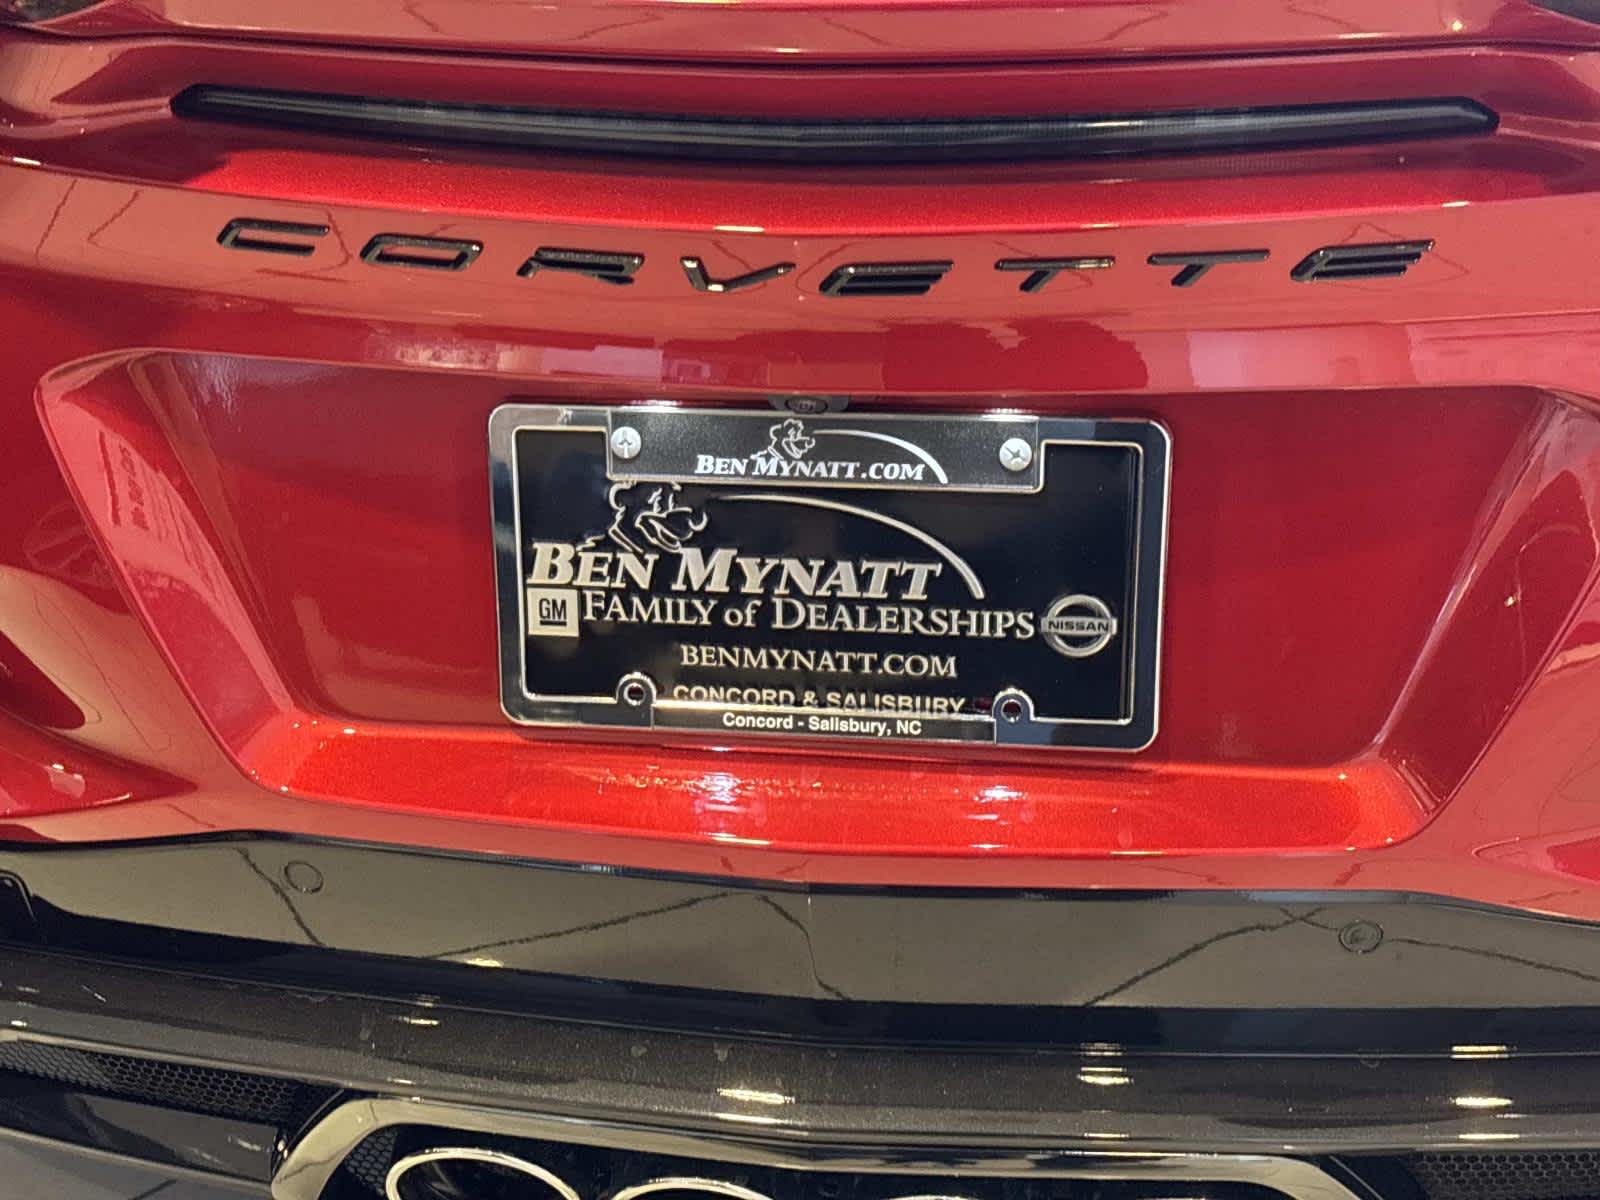 CORVETTE
BEN MYNATT.COM
BEN MYNATT
GM FAMILY of DEALERSHIPS NISSAN
BENMYNATT.COM
CONCORD & SALISBURY
Concord - Salisbury, NC